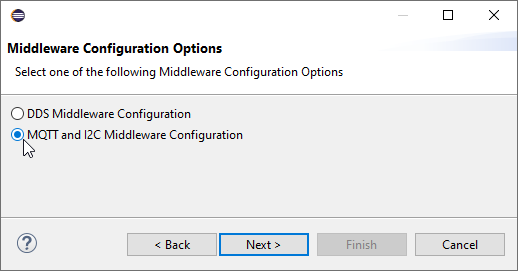 Middleware Configuration Options
Select one of the following Middleware Configuration Options
DDS Middleware Configuration
MQTT and I2C Middleware Configuration
? < Back Next > Finish Cancel